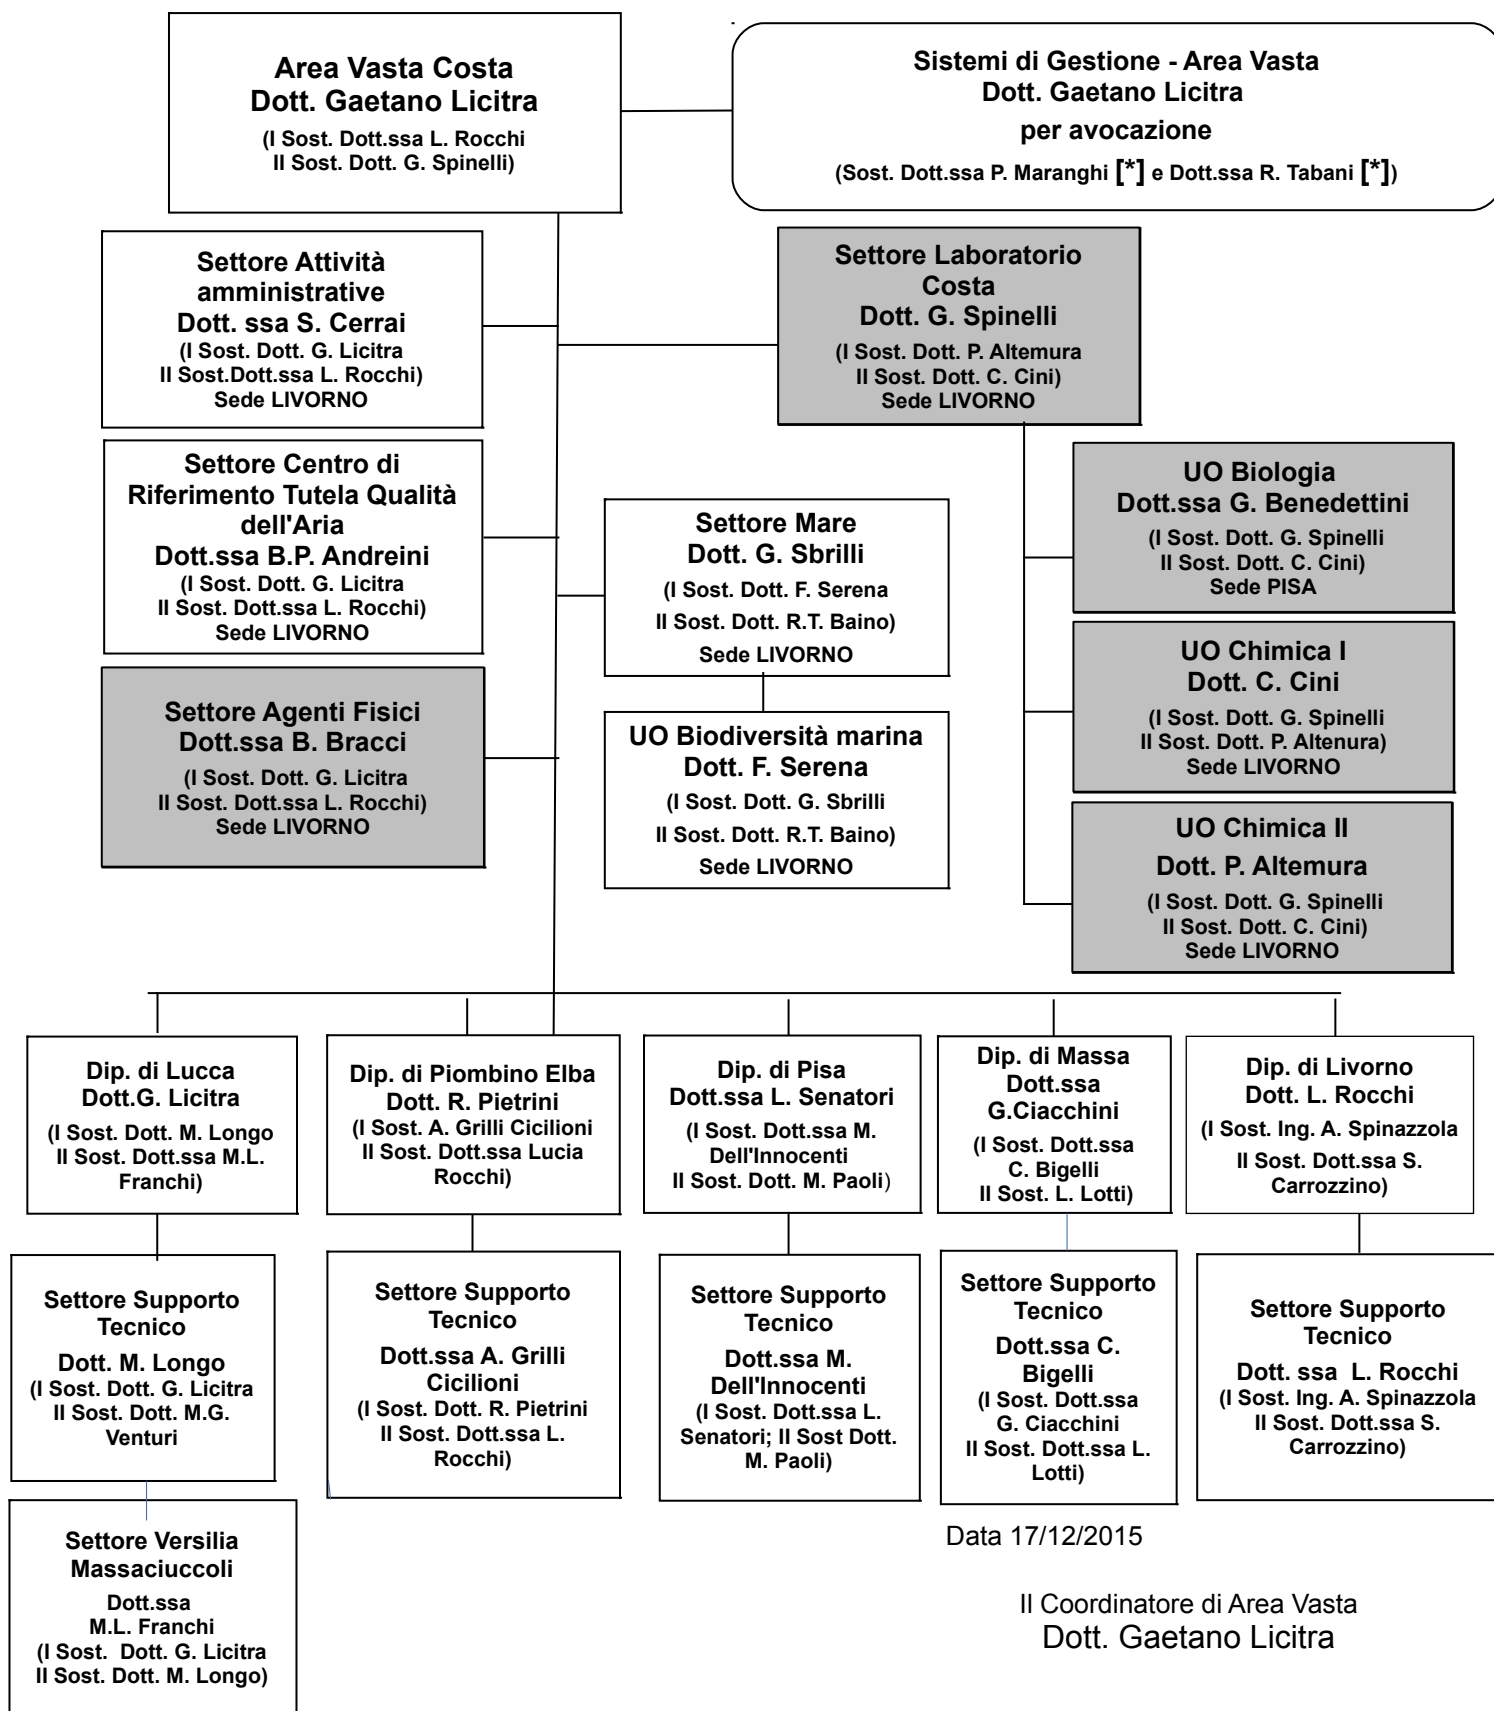 Area Vasta Costa
Dott. Gaetano Licitra
(I Sost. Dott.ssa L. Rocchi
II Sost. Dott. G. Spinelli)
Sistemi di Gestione - Area Vasta
Dott. Gaetano Licitra
per avocazione
(Sost. Dott.ssa P. Maranghi [*] e Dott.ssa R. Tabani [*])
Settore Attività
amministrative
Dott. ssa S. Cerrai
(I Sost. Dott. G. Licitra
II Sost.Dott.ssa L. Rocchi)
Sede LIVORNO
Settore Laboratorio
Costa
Dott. G. Spinelli
(I Sost. Dott. P. Altemura
II Sost. Dott. C. Cini)
Sede LIVORNO
Settore Centro di
Riferimento Tutela Qualità
dell'Aria
Dott.ssa B.P. Andreini
(I Sost. Dott. G. Licitra
II Sost. Dott.ssa L. Rocchi)
Sede LIVORNO
Settore Mare
Dott. G. Sbrilli
(I Sost. Dott. F. Serena
II Sost. Dott. R.T. Baino)
Sede LIVORNO
UO Biologia
Dott.ssa G. Benedettini
(I Sost. Dott. G. Spinelli
II Sost. Dott. C. Cini)
Sede PISA
UO Chimica I
Dott. C. Cini
(I Sost. Dott. G. Spinelli
II Sost. Dott. P. Altenura)
Sede LIVORNO
Settore Agenti Fisici
Dott.ssa B. Bracci
(I Sost. Dott. G. Licitra
II Sost. Dott.ssa L. Rocchi)
Sede LIVORNO
UO Biodiversità marina
Dott. F. Serena
(I Sost. Dott. G. Sbrilli
II Sost. Dott. R.T. Baino)
Sede LIVORNO
UO Chimica II
Dott. P. Altemura
(I Sost. Dott. G. Spinelli
II Sost. Dott. C. Cini)
Sede LIVORNO
Dip. di Lucca
Dott.G. Licitra
(I Sost. Dott. M. Longo
II Sost. Dott.ssa M.L.
Franchi)
Dip. di Piombino Elba
Dott. R. Pietrini
(I Sost. A. Grilli Cicilioni
II Sost. Dott.ssa Lucia
Rocchi)
Dip. di Pisa
Dott.ssa L. Senatori
(I Sost. Dott.ssa M.
Dell'Innocenti
II Sost. Dott. M. Paoli)
Dip. di Massa
Dott.ssa
G.Ciacchini
(I Sost. Dott.ssa
C. Bigelli
II Sost. L. Lotti)
Dip. di Livorno
Dott. L. Rocchi
(I Sost. Ing. A. Spinazzola
II Sost. Dott.ssa S.
Carrozzino)
Settore Supporto
Tecnico
Dott. M. Longo
(I Sost. Dott. G. Licitra
II Sost. Dott. M.G.
Venturi
Settore Supporto
Tecnico
Dott.ssa A. Grilli
Cicilioni
(I Sost. Dott. R. Pietrini
II Sost. Dott.ssa L.
Rocchi)
Settore Supporto
Tecnico
Dott.ssa M.
Dell'Innocenti
(I Sost. Dott.ssa L.
Senatori; II Sost Dott.
M. Paoli)
Settore Supporto
Tecnico
Dott.ssa C.
Bigelli
(I Sost. Dott.ssa
G. Ciacchini
II Sost. Dott.ssa L.
Lotti)
Settore Supporto
Tecnico
Dott. ssa L. Rocchi
(I Sost. Ing. A. Spinazzola
II Sost. Dott.ssa S.
Carrozzino)
Settore Versilia
Massaciuccoli
Dott.ssa
M.L. Franchi
(I Sost. Dott. G. Licitra
II Sost. Dott. M. Longo)
Data 17/12/2015
Il Coordinatore di Area Vasta
Dott. Gaetano Licitra